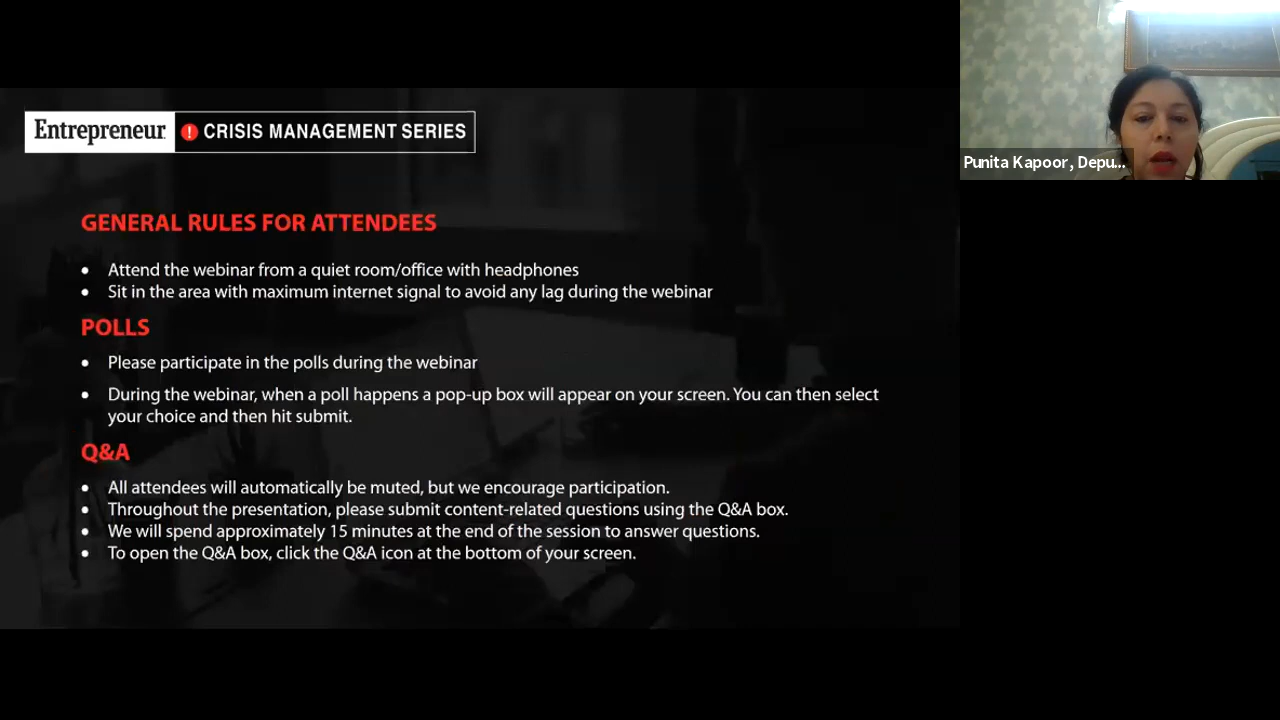 Entrepreneur ! CRISIS MANAGEMENT SERIES
Punita Kapoor, Depu...
GENERAL RULES FOR ATTENDEES
• Attend the webinar from a quiet room/office with headphones
• Sit in the area with maximum internet signal to avoid any lag during the webinar
POLLS
• Please participate in the polls during the webinar
• During the webinar, when a poll happens a pop-up box will appear on your screen. You can then select
your choice and then hit submit.
Q&A
• All attendees will automatically be muted, but we encourage participation.
• Throughout the presentation, please submit content-related questions using the Q&A box.
• We will spend approximately 15 minutes at the end of the session to answer questions.
• To open the Q&A box, click the Q&A icon at the bottom of your screen.